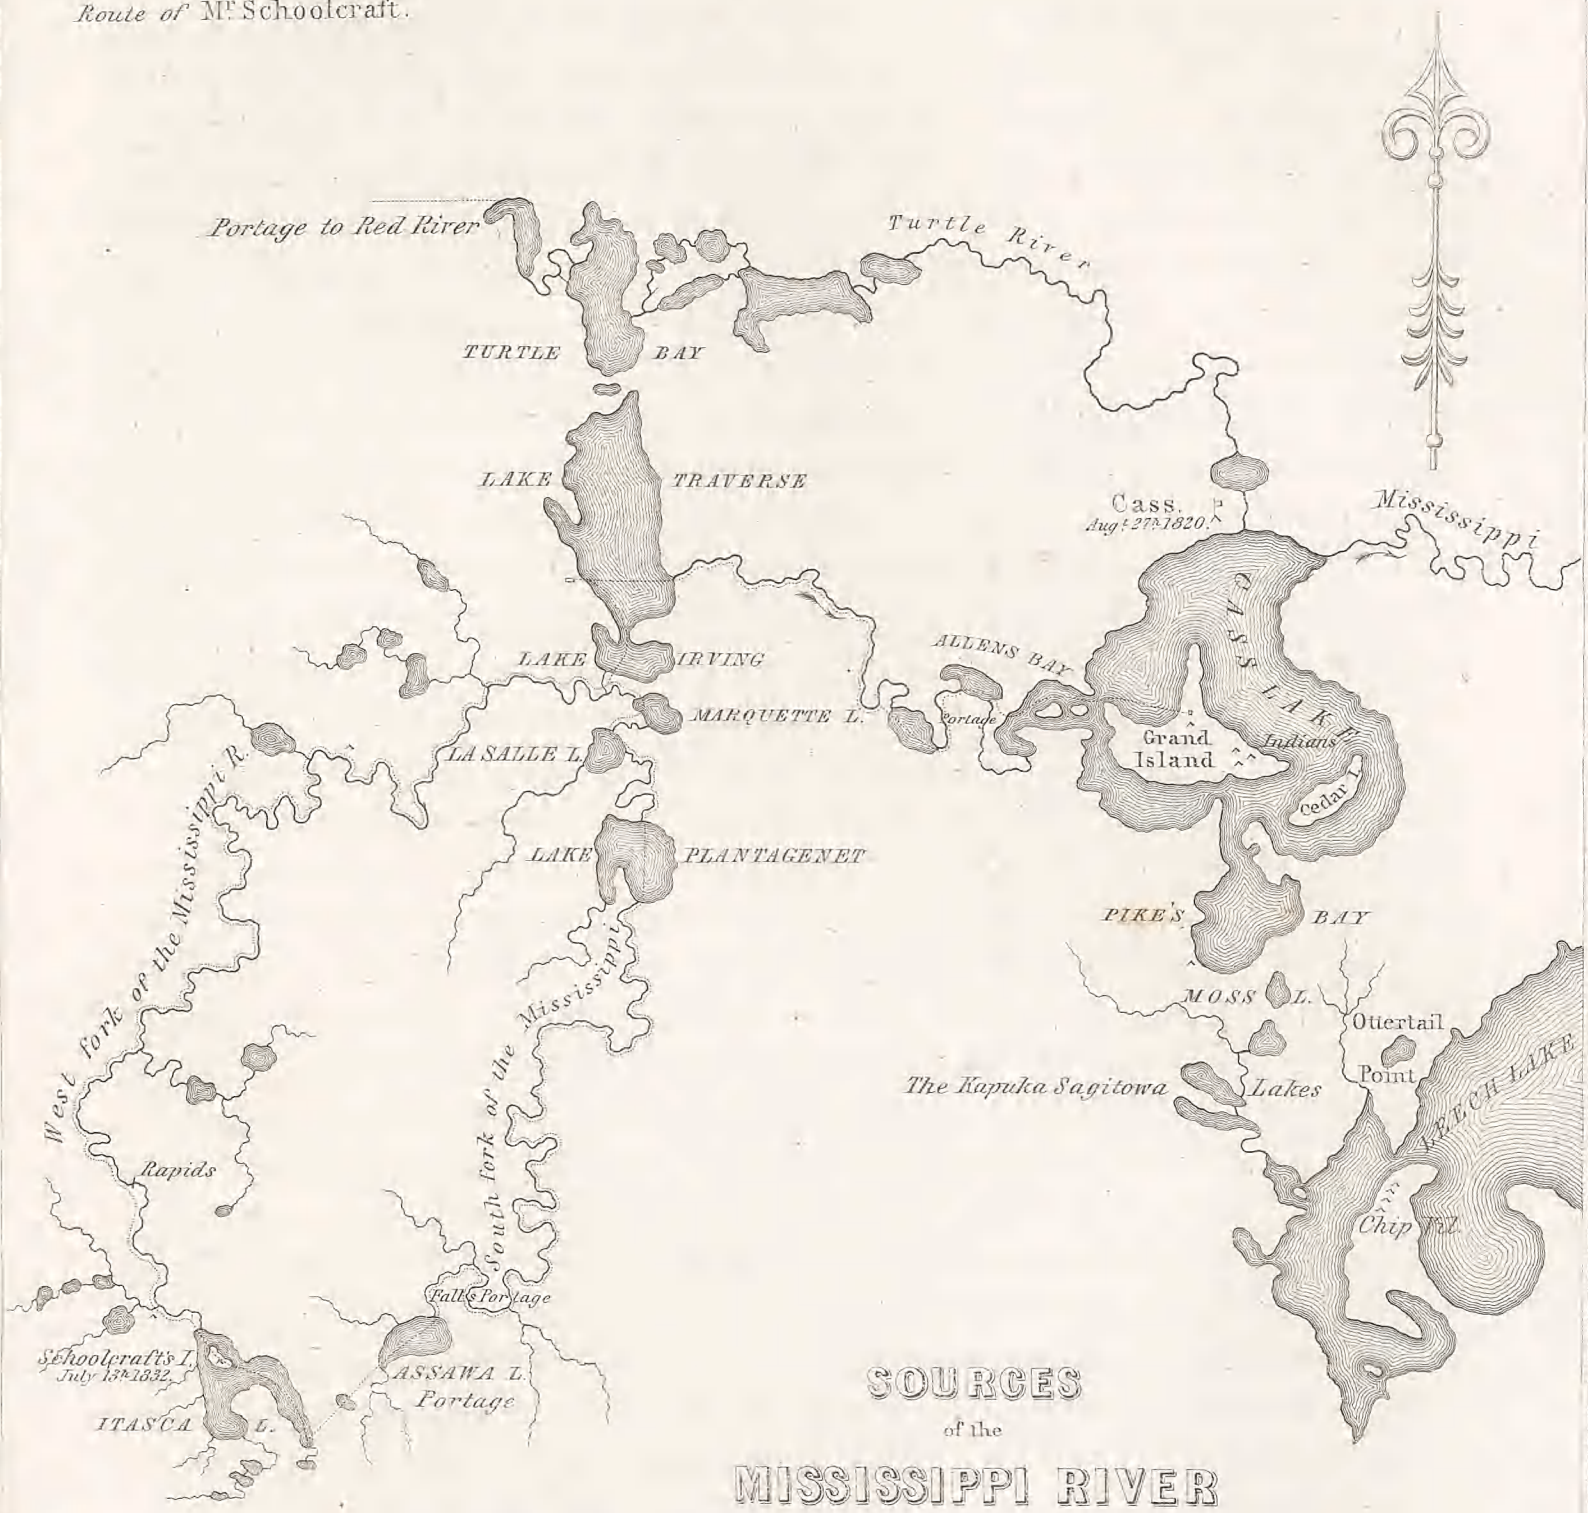 Route of Mr. Schoolcraft.
Portage to Red River
Turtle River
TURTLE BAY
LAKE TRAVERSE
Cass.
Augt. 27th 1820.
Mississippi
CASS LAKE
ALLENS BAY
LAKE IRVING
MARQUETTE L.
Portage
Grand
Island
Indians
Cedar I.
LA SALLE L.
LAKE PLANTAGENET
West fork of the Mississippi R.
PIKE'S BAY
South fork of the Mississippi
MOSS L.
Ottertail
Point
The Kapuka Sagitowa Lakes
LEECH LAKE
Rapids
Chip Vil.
Falls Portage
Schoolcraft's I.
July 13th 1832.
ASSAWA L.
Portage
ITASCA L.
SOURCES
of the
MISSISSIPPI RIVER